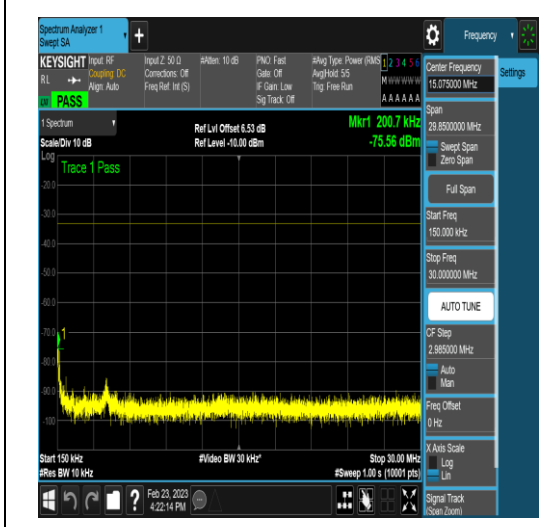 Spectrum Analyzer 1
Swept SA
Frequency
KEYSIGHT
RL
Input: RF
Coupling: DC
Align: Auto
Input Z: 50 Ω
Corrections: Off
Freq Ref: Int (S)
#Atten: 10 dB
PNO: Fast
Gate: Off
IF Gain: Low
Sig Track: Off
#Avg Type: Power (RMS
Avg|Hold: 5/5
Trig: Free Run
1 2 3 4 5 6
M W W W W W
A A A A A A
PASS
1 Spectrum
Scale/Div 10 dB
Ref Lvl Offset 6.53 dB
Ref Level -10.00 dBm
Mkr1 200.7 kHz
-75.56 dBm
Log
Trace 1 Pass
-20.0
-30.0
-40.0
-50.0
-60.0
-70.0
-80.0
-90.0
-100
1
Start 150 kHz
#Res BW 10 kHz
#Video BW 30 kHz*
Stop 30.00 MHz
#Sweep 1.00 s (10001 pts)
Feb 23, 2023
4:22:14 PM
Center Frequency
15.075000 MHz
Settings
Span
29.8500000 MHz
Swept Span
Zero Span
Full Span
Start Freq
150.000 kHz
Stop Freq
30.000000 MHz
AUTO TUNE
CF Step
2.985000 MHz
Auto
Man
Freq Offset
0 Hz
X Axis Scale
Log
Lin
Signal Track
(Span Zoom)